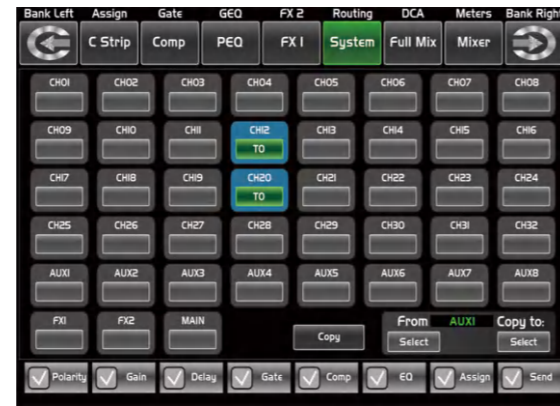 Bank Left Assign Gate GEQ FX 2 Routing DCA Meters Bank Right
C Strip Comp PEQ FX 1 System Full Mix Mixer
CH01 CH02 CH03 CH04 CH05 CH06 CH07 CH08
CH09 CH10 CH11 CH12 CH13 CH14 CH15 CH16
TO
CH17 CH18 CH19 CH20 CH21 CH22 CH23 CH24
TO
CH25 CH26 CH27 CH28 CH29 CH30 CH31 CH32
AUX1 AUX2 AUX3 AUX4 AUX5 AUX6 AUX7 AUX8
FX1 FX2 MAIN From AUX1 Copy to:
Copy Select Select
Polarity Gain Delay Gate Comp EQ Assign Send